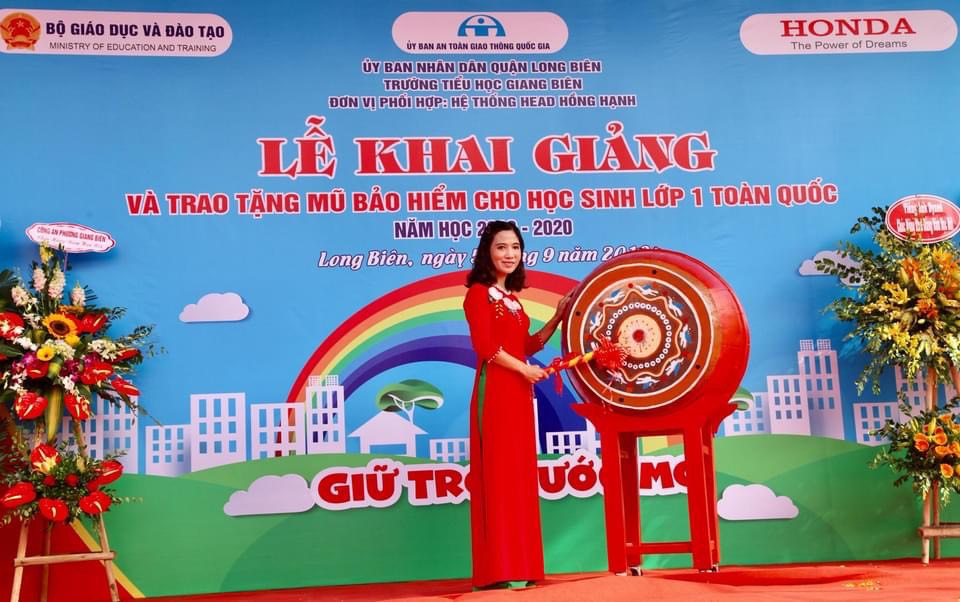 BỘ GIÁO DỤC VÀ ĐÀO TẠO
MINISTRY OF EDUCATION AND TRAINING
ỦY BAN AN TOÀN GIAO THÔNG QUỐC GIA
HONDA
The Power of Dreams
ỦY BAN NHÂN DÂN QUẬN LONG BIÊN
TRƯỜNG TIỂU HỌC GIANG BIÊN
ĐƠN VỊ PHỐI HỢP: HỆ THỐNG HEAD HỒNG HẠNH
LỄ KHAI GIẢNG
VÀ TRAO TẶNG MŨ BẢO HIỂM CHO HỌC SINH LỚP 1 TOÀN QUỐC
NĂM HỌC - 2020
Long Biên, ngày 9 năm
CÔNG AN PHƯỜNG GIANG BIÊN
GIỮ